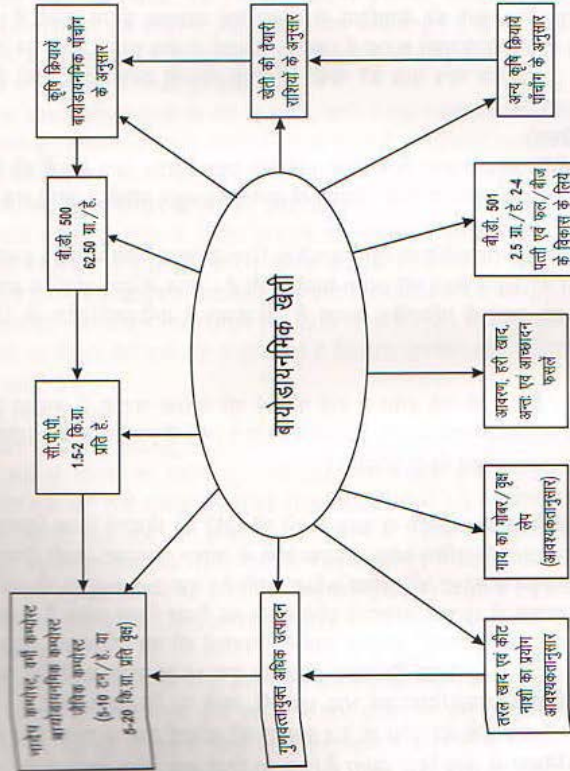 कृषि क्रियायें
बायोडायनमिक पंचाँग
के अनुसार
बी.डी. 500
62.50 ग्रा./ हे.
सी.पी.पी.
1.5-2 कि.ग्रा.
प्रति हे.
नाडेप कम्पोस्ट, वर्मी कम्पोस्ट
बायोडायनमिक कम्पोस्ट
जैविक कम्पोस्ट
(5-10 टन / हे. या
5-20 कि.ग्रा. प्रति वृक्ष)
खेती की तैयारी
राशियों के अनुसार
बायोडायनामिक खेती
गुणवत्तायुक्त अधिक उत्पादन
अन्य कृषि क्रियायें
पंचाँग के अनुसार
बी.डी. 501
2.5 ग्रा./ हे. 2-4
पत्ती एवं फल / बीज
के विकास के लिये
आवरण, हरी खाद,
अन्तः एवं आच्छादन
फसलें
गाय का गोबर / वृक्ष
लेप
(आवश्यकतानुसार)
तरल खाद एवं कीट
नाशी का प्रयोग
आवश्यकतानुसार